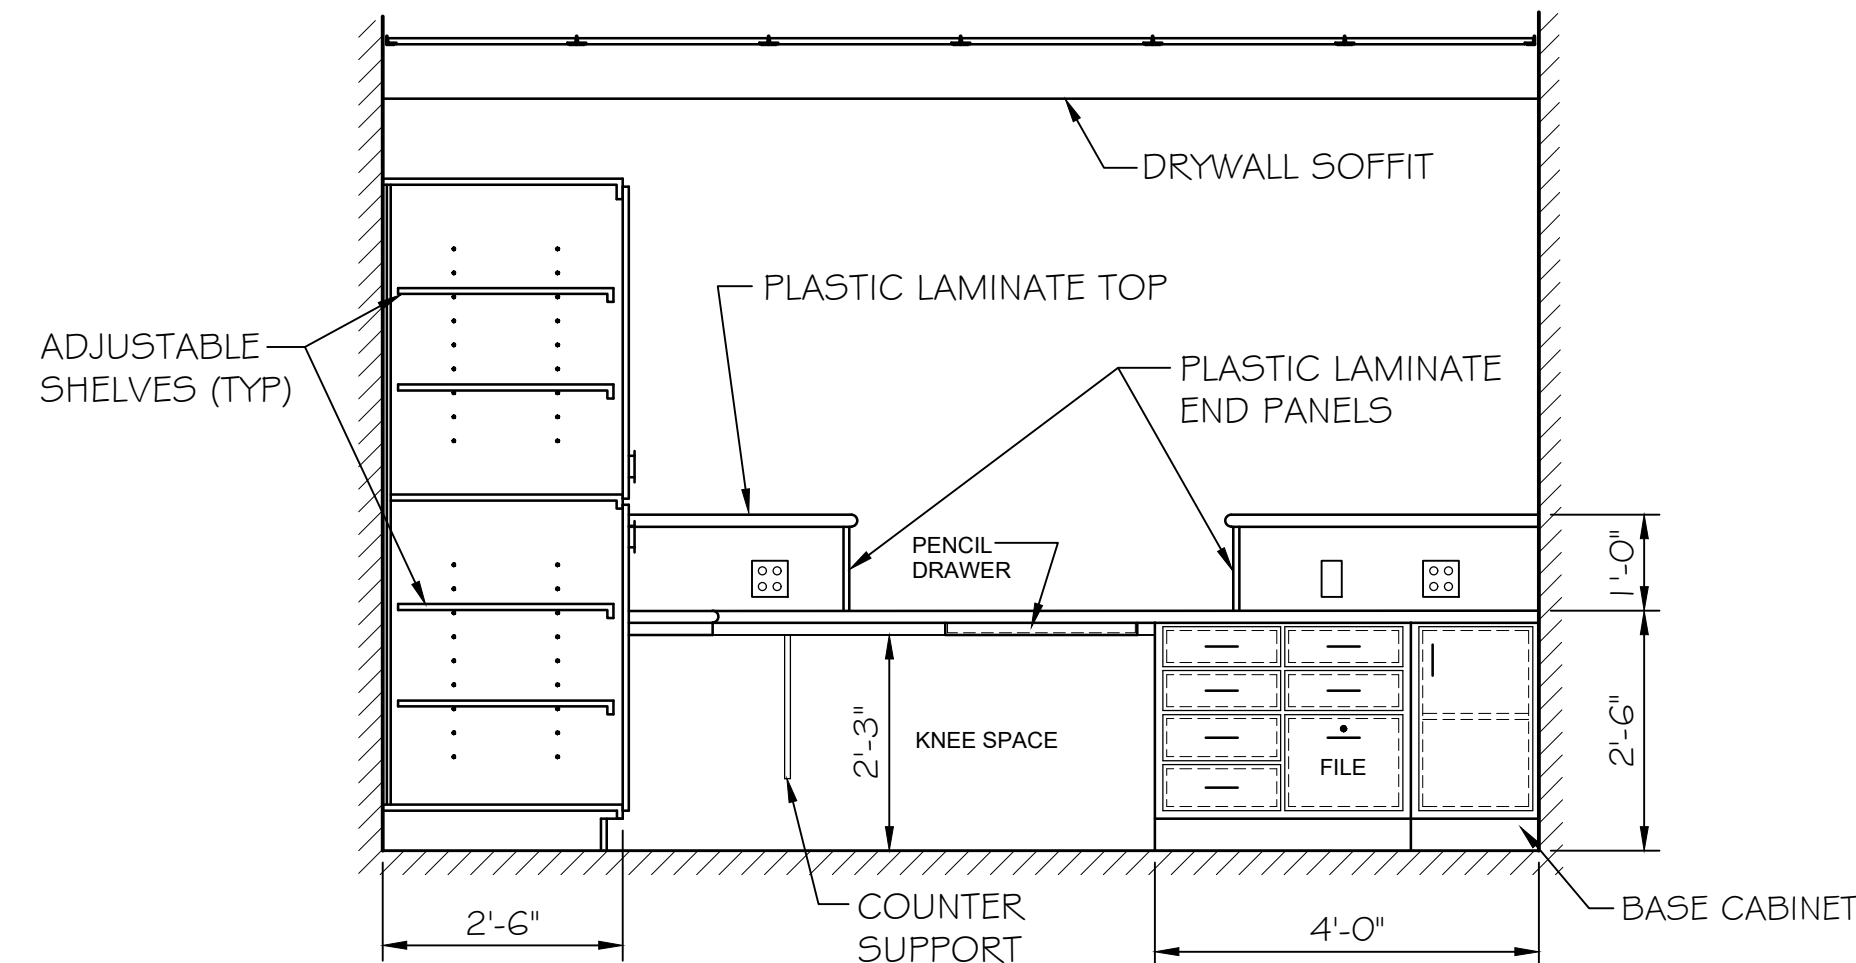 DRYWALL SOFFIT
PLASTIC LAMINATE TOP
ADJUSTABLE
SHELVES (TYP)
PLASTIC LAMINATE
END PANELS
PENCIL
DRAWER
1'-0"
2'-3"
KNEE SPACE
FILE
2'-6"
COUNTER
SUPPORT
BASE CABINET
2'-6"
4'-0"